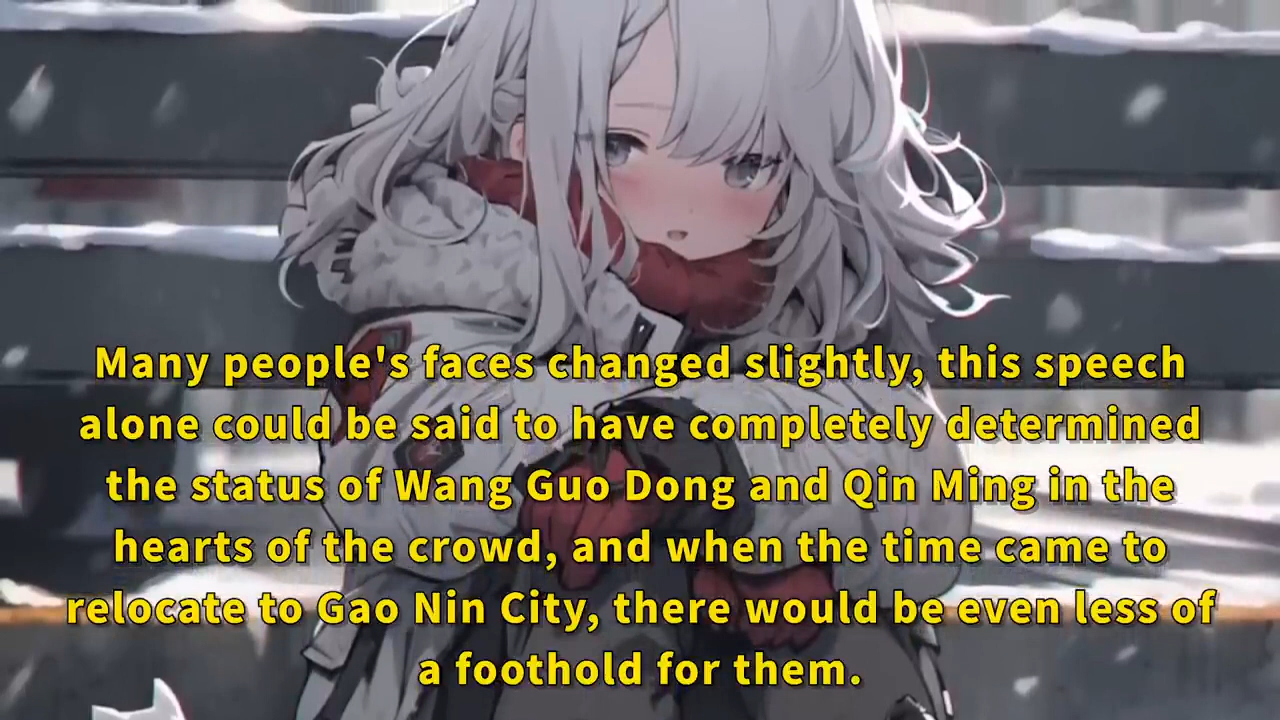 Many people's faces changed slightly, this speech
alone could be said to have completely determined
the status of Wang Guo Dong and Qin Ming in the
hearts of the crowd, and when the time came to
relocate to Gao Nin City, there would be even less of
a foothold for them.